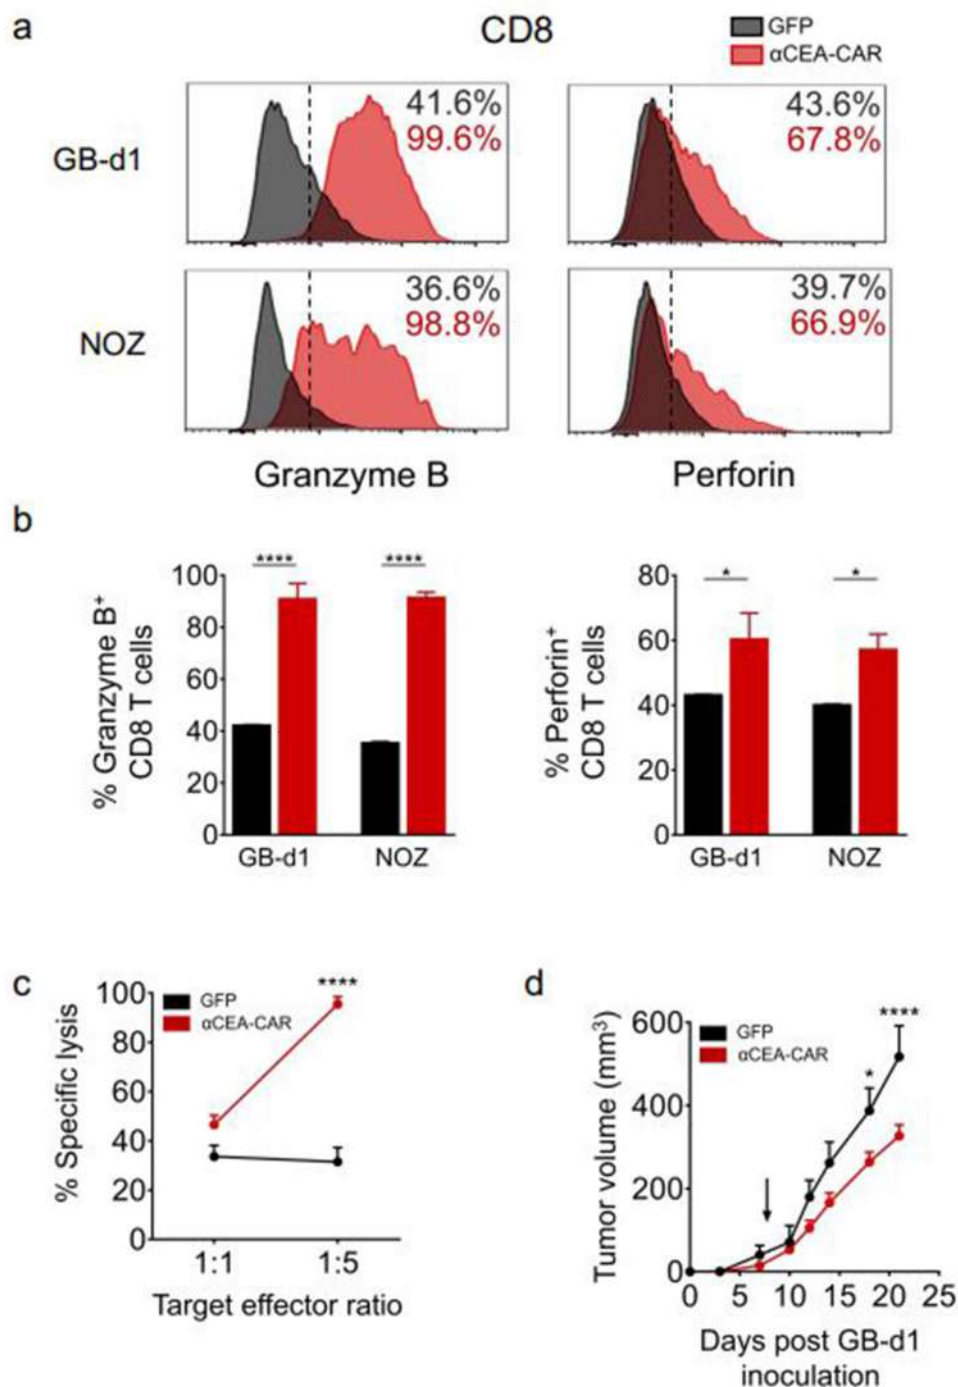 a
CD8
GFP
αCEA-CAR
GB-d1
41.6%
99.6%
43.6%
67.8%
NOZ
36.6%
98.8%
39.7%
66.9%
Granzyme B
Perforin
b
% Granzyme B+
CD8 T cells
100
80
60
40
20
0
****
****
GB-d1
NOZ
% Perforin+
CD8 T cells
80
60
40
20
0
*
*
GB-d1
NOZ
c
% Specific lysis
100
80
60
40
20
0
GFP
αCEA-CAR
****
1:1
1:5
Target effector ratio
d
Tumor volume (mm3)
600
400
200
0
GFP
αCEA-CAR
*
****
0 5 10 15 20 25
Days post GB-d1
inoculation